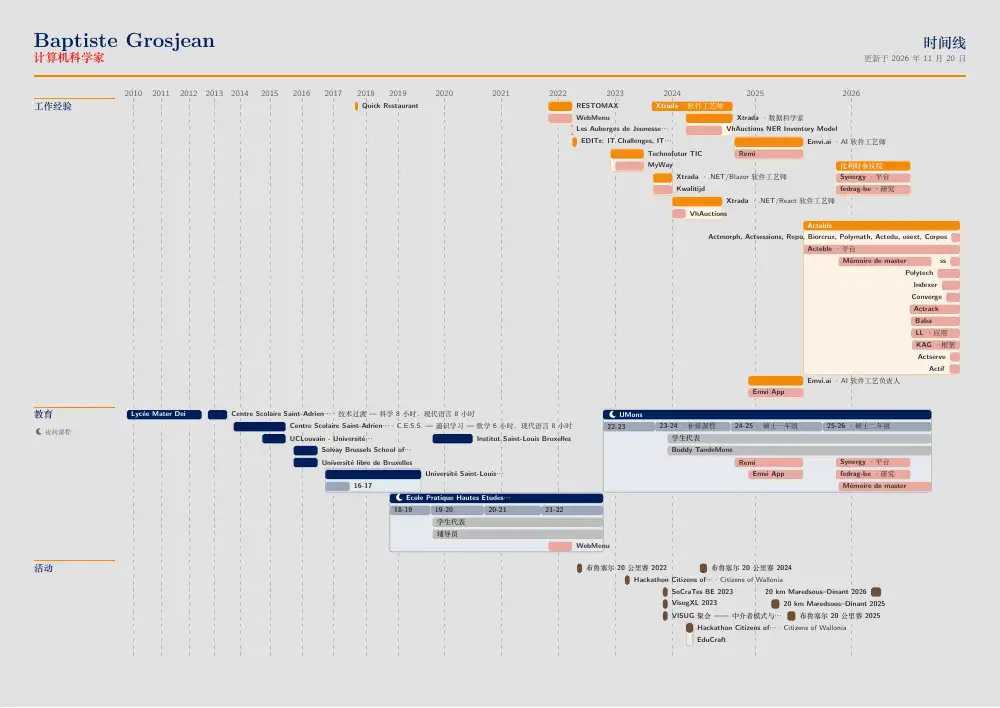 Baptiste Grosjean
计算机科学家
时间线
更新于 2026 年 11 月 20 日
2010 2011 2012 2013 2014 2015 2016 2017 2018 2019 2020 2021 2022 2023 2024 2025 2026
工作经验
Quick Restaurant
RESTOMAX
Xtrada · 软件工艺师
WebMenu
Xtrada · 数据科学家
Les Auberges de Jeunesse…
VhAuctions NER Inventory Model
EDITx: IT Challenges, IT…
Emvi.ai · AI 软件工艺师
Technofutur TIC
Remi
MyWay
比利时参议院
Xtrada · .NET/Blazor 软件工艺师
Synergy · 平台
Kwalitijd
fedrag-be · 研究
Xtrada · .NET/React 软件工艺师
VhAuctions
Acteble
Actmorph, Actsessions, Repo, Biorcrux, Polymath, Actedu, usext, Corpus
Acteble · 平台
Mémoire de master
ss
Polytech
Indexer
Converge
Actrack
Baba
LL · 应用
KAG · 框架
Actserve
Actif
Emvi.ai · AI 软件工艺负责人
Emvi App
教育
夜间课程
Lycée Mater Dei
Centre Scolaire Saint-Adrien… · 技术过渡 — 科学 8 小时，现代语言 8 小时
UMons
Centre Scolaire Saint-Adrien… · C.E.S.S. — 通识学习 — 数学 6 小时，现代语言 8 小时
22-23
23-24 · 补修课程
24-25 · 硕士一年级
25-26 · 硕士二年级
UCLouvain - Université…
Institut Saint-Louis Bruxelles
学生代表
Solvay Brussels School of…
Buddy TandeMons
Université libre de Bruxelles
Remi
Synergy · 平台
Université Saint-Louis…
Emvi App
fedrag-be · 研究
16-17
Mémoire de master
Ecole Pratique Hautes Etudes…
18-19
19-20
20-21
21-22
学生代表
辅导员
WebMenu
活动
布鲁塞尔 20 公里赛 2022
布鲁塞尔 20 公里赛 2024
Hackathon Citizens of… · Citizens of Wallonia
SoCraTes BE 2023
20 km Maredsous–Dinant 2026
VisugXL 2023
20 km Maredsous–Dinant 2025
VISUG 聚会 —— 中介者模式与…
布鲁塞尔 20 公里赛 2025
Hackathon Citizens of… · Citizens of Wallonia
EduCraft